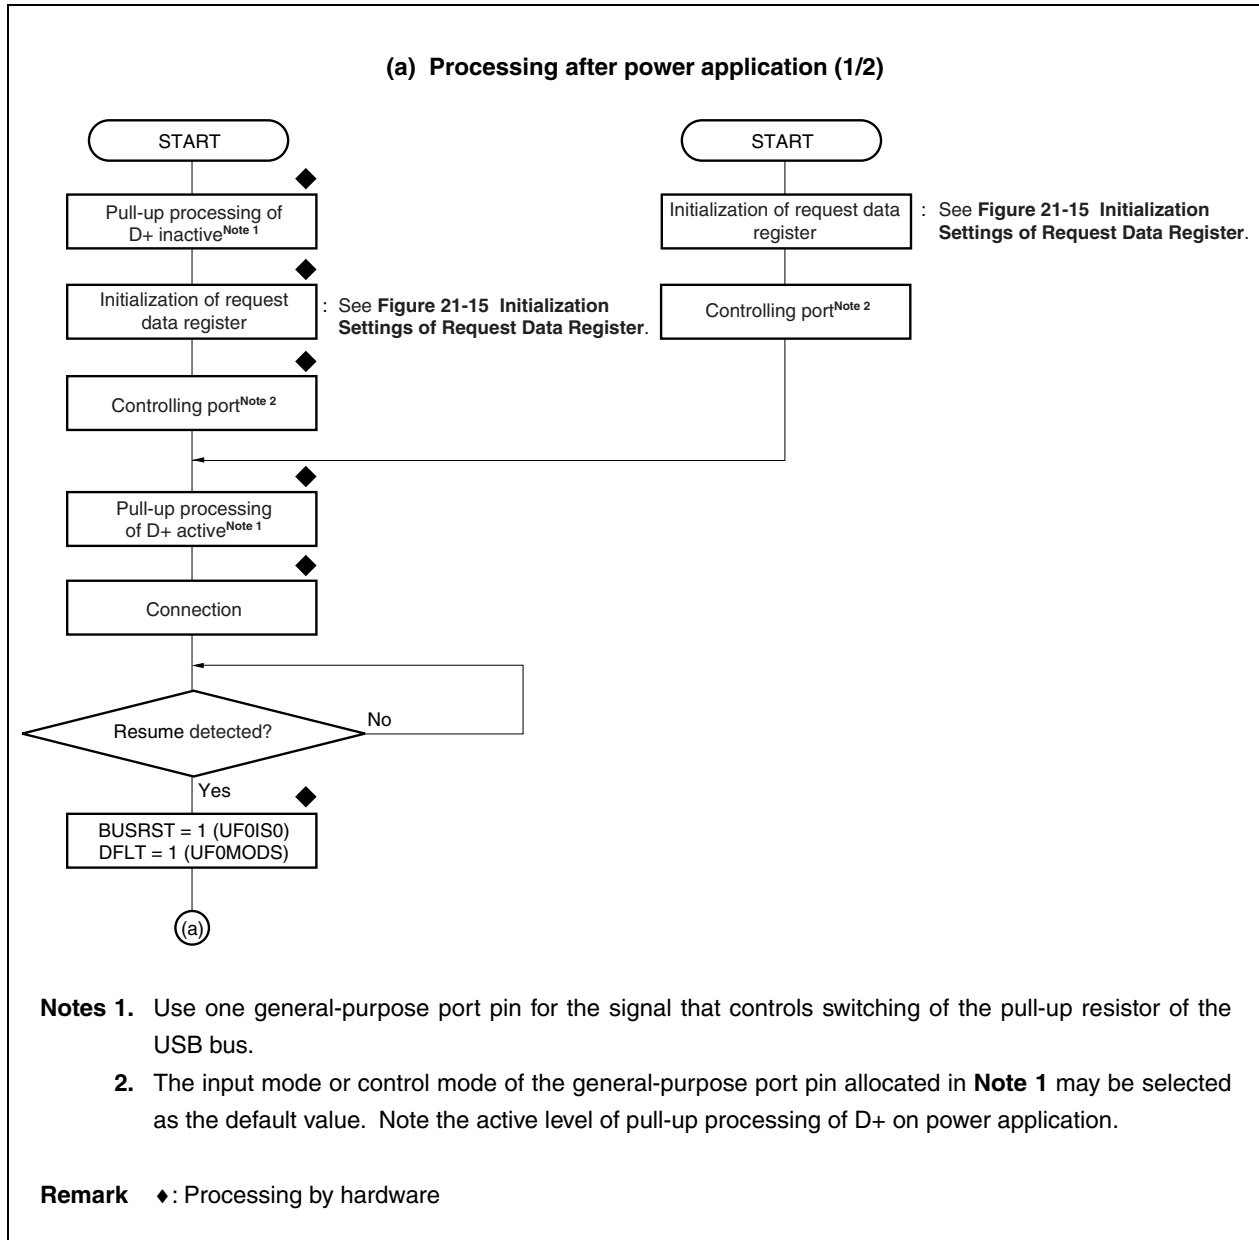 (a) Processing after power application (1/2)
START
Pull-up processing of
D+ inactiveNote 1
Initialization of request
data register
: See Figure 21-15 Initialization
Settings of Request Data Register.
Controlling portNote 2
START
Initialization of request data
register
: See Figure 21-15 Initialization
Settings of Request Data Register.
Controlling portNote 2
Pull-up processing
of D+ activeNote 1
Connection
Resume detected?
No
Yes
BUSRST = 1 (UF0IS0)
DFLT = 1 (UF0MODS)
(a)
Notes 1. Use one general-purpose port pin for the signal that controls switching of the pull-up resistor of the
USB bus.
2. The input mode or control mode of the general-purpose port pin allocated in Note 1 may be selected
as the default value. Note the active level of pull-up processing of D+ on power application.
Remark ♦: Processing by hardware